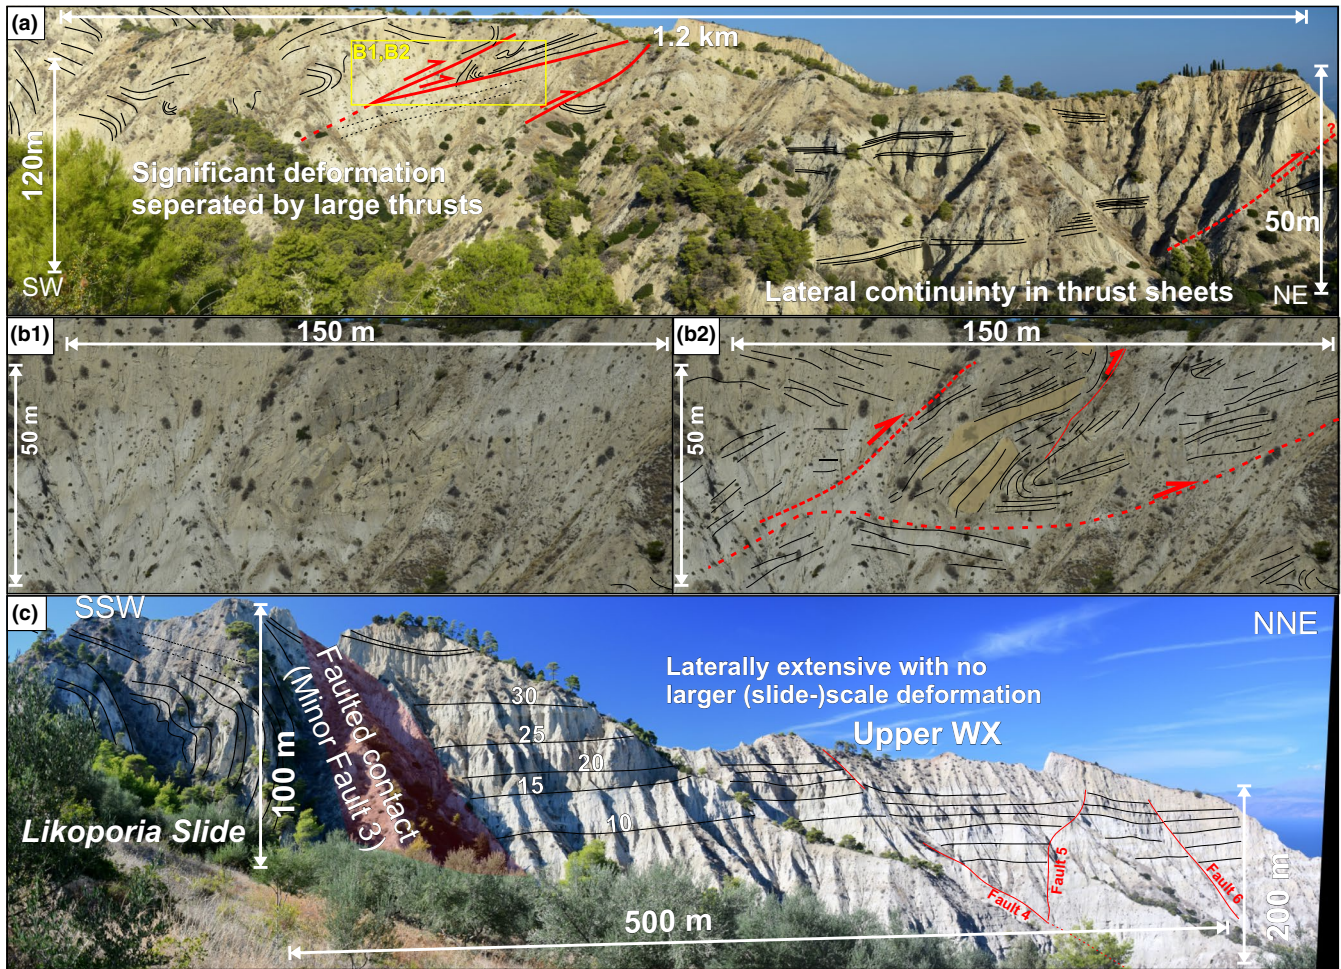 (a)
1.2 km
B1,B2
120m
Significant deformation
seperated by large thrusts
SW
?
50m
Lateral continuinty in thrust sheets
NE
(b1)
150 m
50 m
(b2)
150 m
50 m
(c)
SSW
NNE
Faulted contact
(Minor Fault 3)
100 m
Likoporia Slide
Laterally extensive with no
larger (slide-)scale deformation
Upper WX
30
25
20
15
10
Fault 4
Fault 5
Fault 6
500 m
200 m